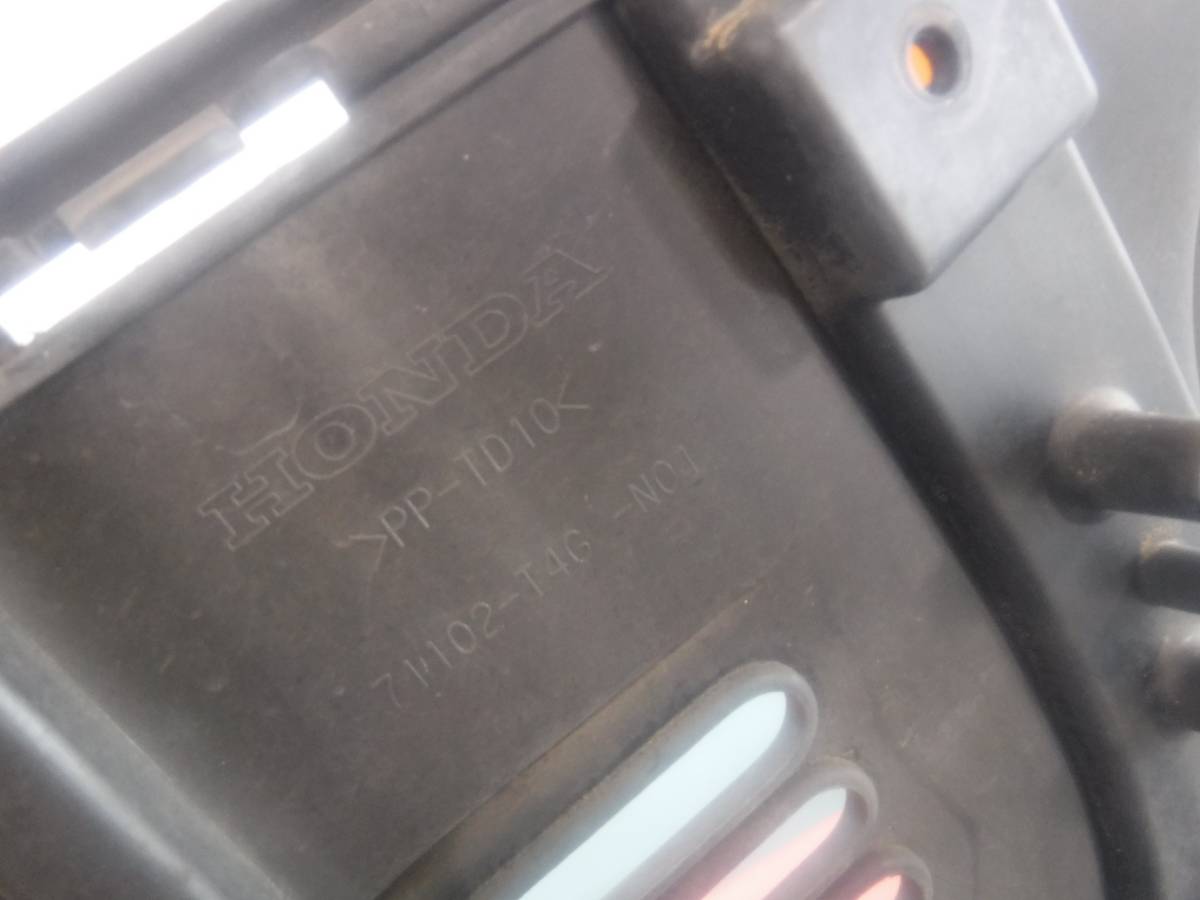 HONDA
>PP-TD10<
71102-T4G -N01